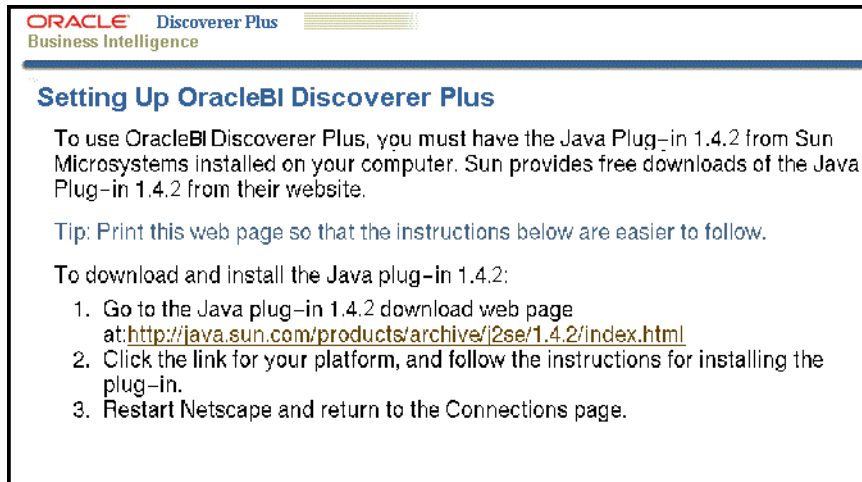 ORACLE Discoverer Plus
Business Intelligence
Setting Up OracleBI Discoverer Plus
To use OracleBI Discoverer Plus, you must have the Java Plug-in 1.4.2 from Sun
Microsystems installed on your computer. Sun provides free downloads of the Java
Plug-in 1.4.2 from their website.
Tip: Print this web page so that the instructions below are easier to follow.
To download and install the Java plug-in 1.4.2:
1. Go to the Java plug-in 1.4.2 download web page
at:http://java.sun.com/products/archive/j2se/1.4.2/index.html
2. Click the link for your platform, and follow the instructions for installing the
plug-in.
3. Restart Netscape and return to the Connections page.